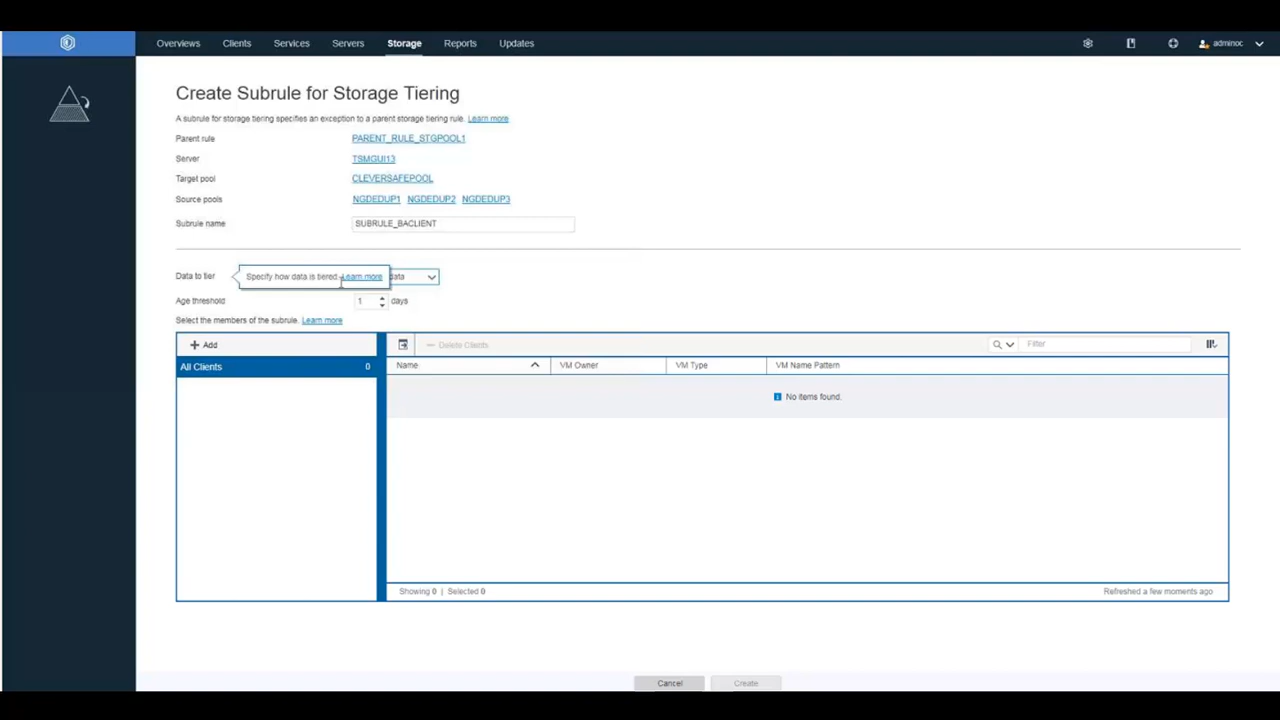 Overviews Clients Services Servers Storage Reports Updates adminoc
Create Subrule for Storage Tiering
A subrule for storage tiering specifies an exception to a parent storage tiering rule. Learn more
Parent rule PARENT_RULE_STGPOOL1
Server TSMGUI13
Target pool CLEVERSAFEPOOL
Source pools NGDEDUP1 NGDEDUP2 NGDEDUP3
Subrule name SUBRULE_BACLIENT
Data to tier Specify how data is tiered. Learn more data
Age threshold 1 days
Select the members of the subrule. Learn more
+ Add — Delete Clients Filter
All Clients 0 Name VM Owner VM Type VM Name Pattern
No items found.
Showing 0 | Selected 0 Refreshed a few moments ago
Cancel Create